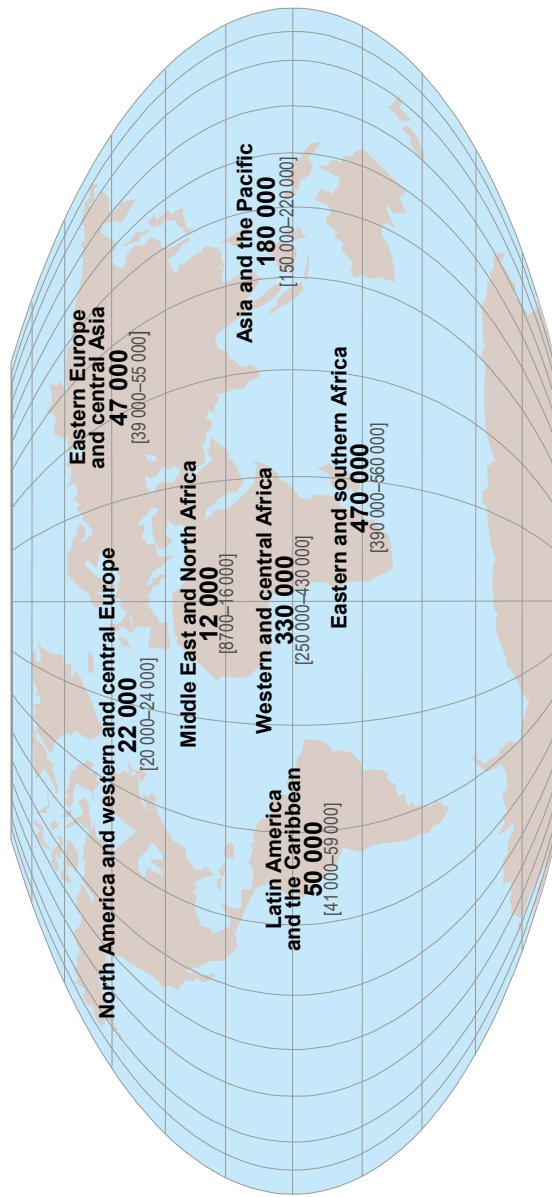 Eastern Europe
and central Asia
47 000
[39 000–55 000]
North America and western and central Europe
22 000
[20 000–24 000]
Middle East and North Africa
12 000
[8700–16 000]
Asia and the Pacific
180 000
[150 000–220 000]
Western and central Africa
330 000
[250 000–430 000]
Latin America
and the Caribbean
50 000
[41 000–59 000]
Eastern and southern Africa
470 000
[390 000–560 000]